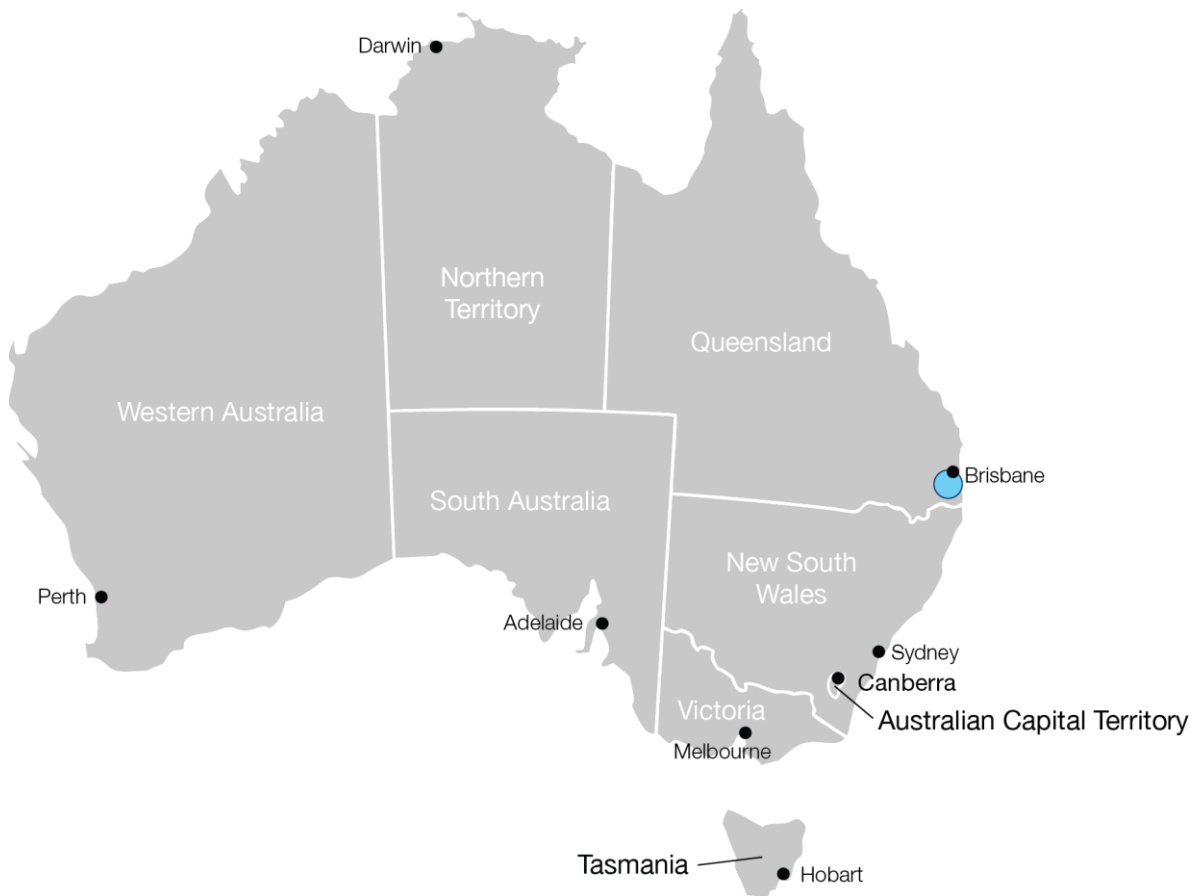 Darwin
Northern
Territory
Queensland
Western Australia
Brisbane
South Australia
New South
Wales
Perth
Adelaide
Sydney
Canberra
Victoria
Australian Capital Territory
Melbourne
Tasmania
Hobart